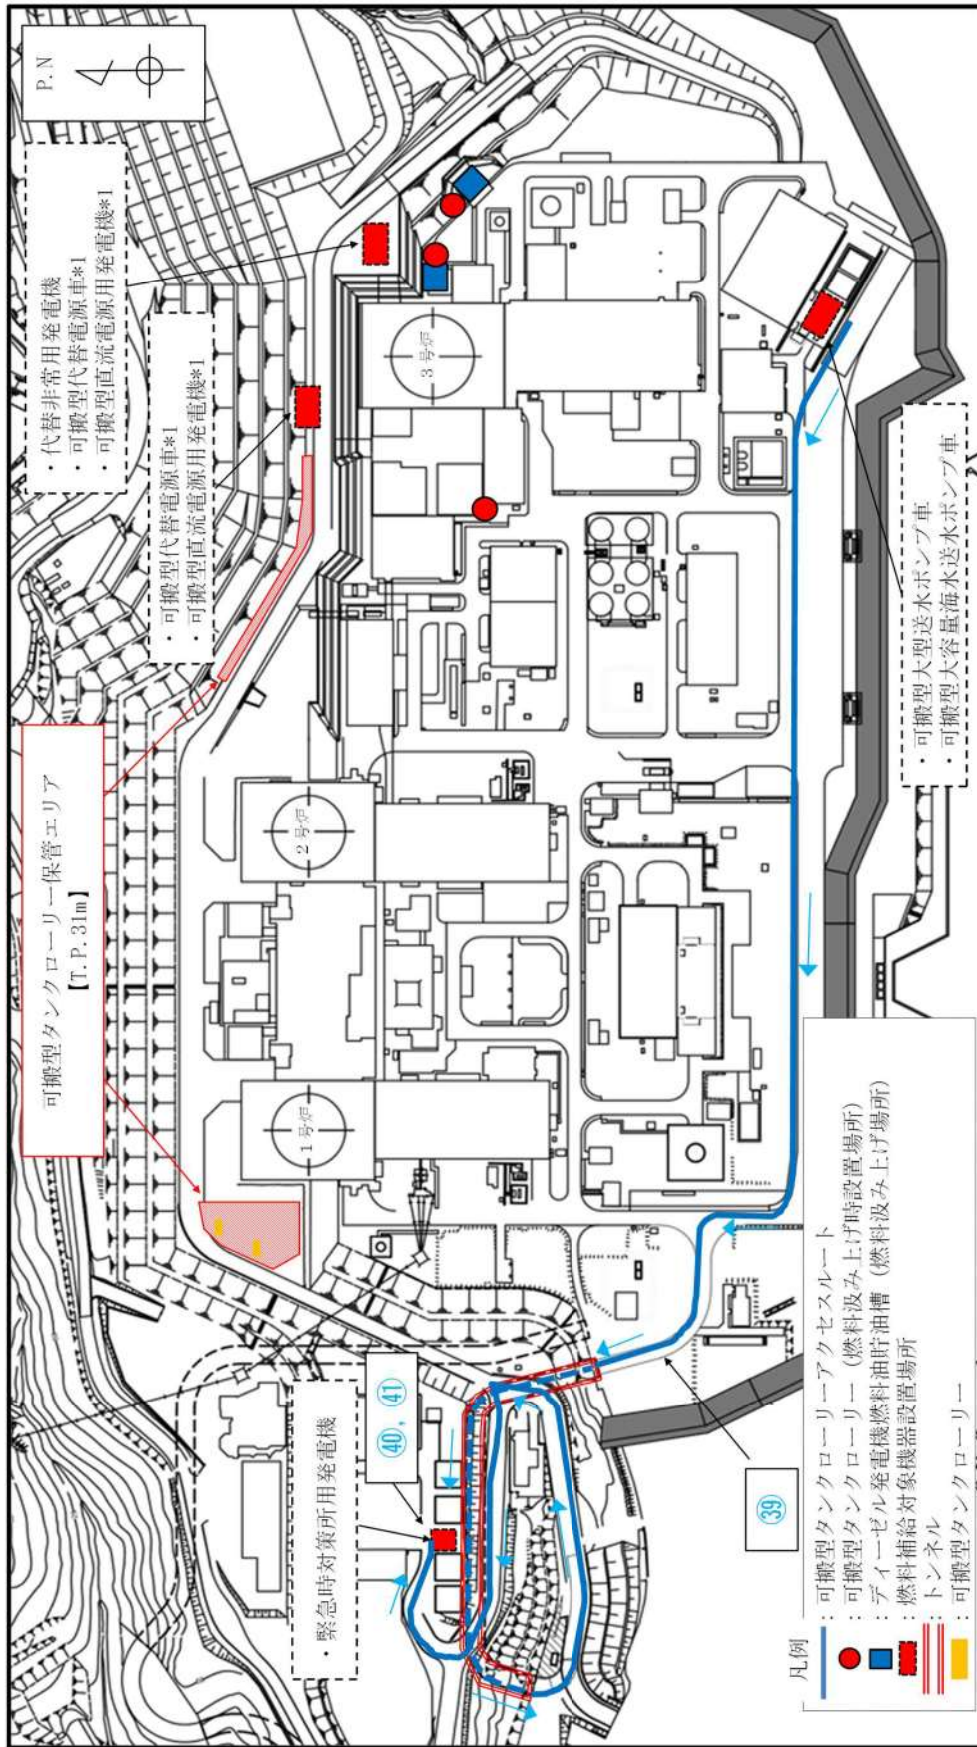 P.N
・代替非常用発電機
・可搬型代替電源車*1
・可搬型直流電源用発電機*1
・可搬型代替電源車*1
・可搬型直流電源用発電機*1
可搬型タンクローリー保管エリア
【T.P.31m】
3号炉
2号炉
1号炉
・緊急時対策所用発電機
㊵, ㊶
㊴
・可搬型大型送水ポンプ車
・可搬型大容量海水送水ポンプ車
凡例
：可搬型タンクローリーアクセスルート
：可搬型タンクローリー（燃料汲み上げ時設置場所）
：ディーゼル発電機燃料油貯油槽（燃料汲み上げ場所）
：燃料補給対象機器設置場所
：トンネル
：可搬型タンクローリー